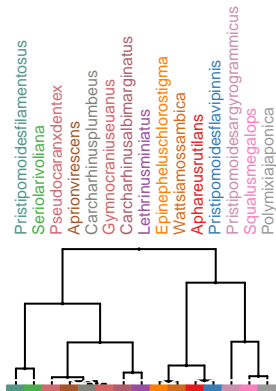 Pristipomoidesfilamentosus
Seriolarivoliana
Pseudocaranxdentex
Aprionvirescens
Carcharhinusplumbeus
Gymnocraniuseuanus
Carcharhinusalbimarginatus
Lethrinusminiatus
Epinepheluschlorostigma
Wattsiamossambica
Aphareusrutilans
Pristipomoidesflavipinnis
Pristipomoidesargyrogrammicus
Squalusmegalops
Polymixiajaponica